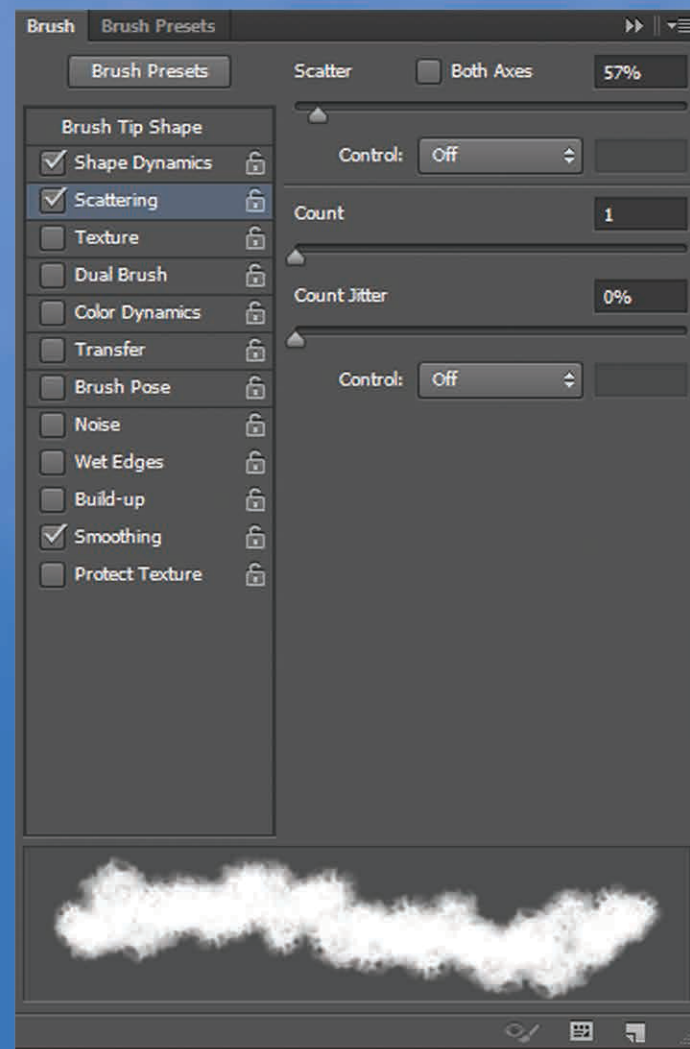 Brush Brush Presets
Brush Presets
Brush Tip Shape
Shape Dynamics
Scattering
Texture
Dual Brush
Color Dynamics
Transfer
Brush Pose
Noise
Wet Edges
Build-up
Smoothing
Protect Texture
Scatter Both Axes 57%
Control: Off
Count 1
Count Jitter 0%
Control: Off